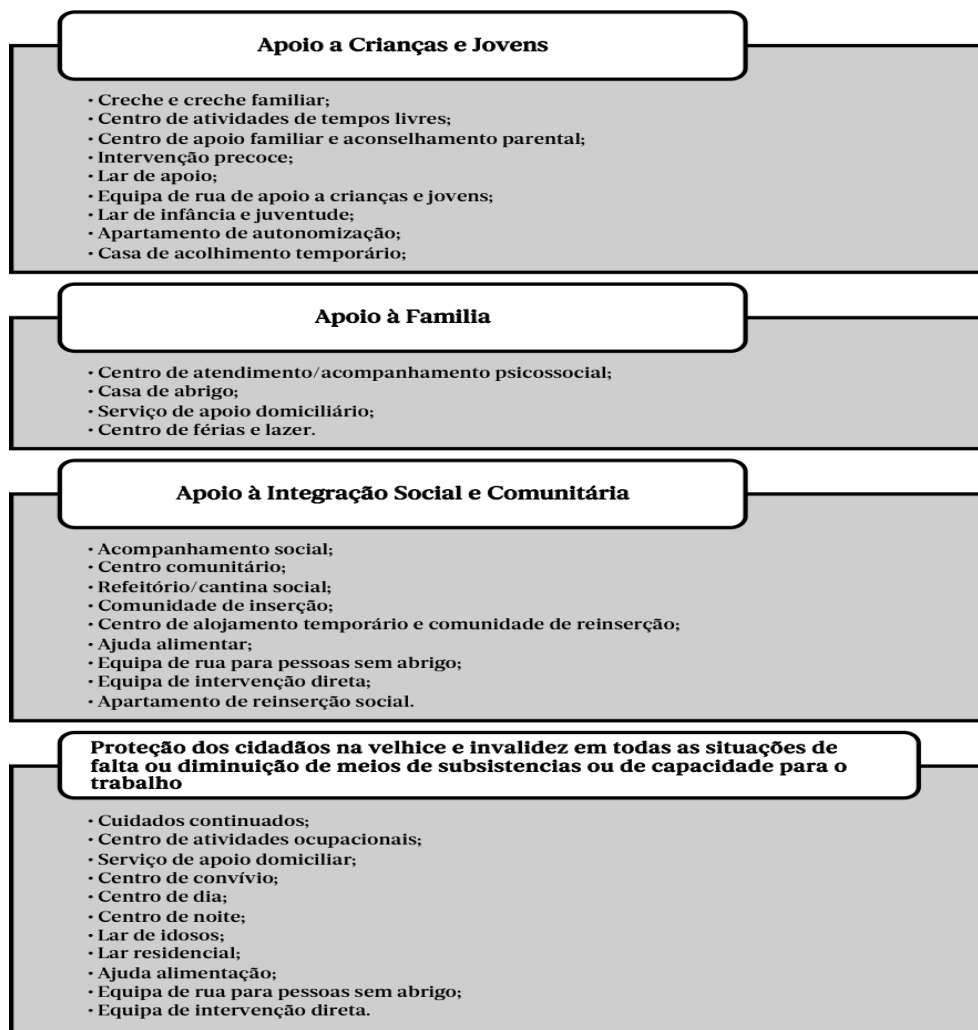 Apoio a Crianças e Jovens
• Creche e creche familiar;
• Centro de atividades de tempos livres;
• Centro de apoio familiar e aconselhamento parental;
• Intervenção precoce;
• Lar de apoio;
• Equipa de rua de apoio a crianças e jovens;
• Lar de infância e juventude;
• Apartamento de autonomização;
• Casa de acolhimento temporário;
Apoio à Familia
• Centro de atendimento/acompanhamento psicossocial;
• Casa de abrigo;
• Serviço de apoio domiciliário;
• Centro de férias e lazer.
Apoio à Integração Social e Comunitária
• Acompanhamento social;
• Centro comunitário;
• Refeitório/cantina social;
• Comunidade de inserção;
• Centro de alojamento temporário e comunidade de reinserção;
• Ajuda alimentar;
• Equipa de rua para pessoas sem abrigo;
• Equipa de intervenção direta;
• Apartamento de reinserção social.
Proteção dos cidadãos na velhice e invalidez em todas as situações de
falta ou diminuição de meios de subsistencias ou de capacidade para o
trabalho
• Cuidados continuados;
• Centro de atividades ocupacionais;
• Serviço de apoio domiciliar;
• Centro de convívio;
• Centro de dia;
• Centro de noite;
• Lar de idosos;
• Lar residencial;
• Ajuda alimentação;
• Equipa de rua para pessoas sem abrigo;
• Equipa de intervenção direta.